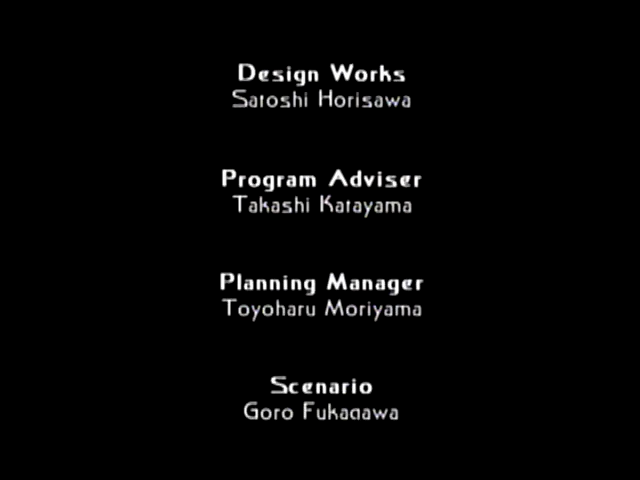 Design Works
Satoshi Horisawa
Program Adviser
Takashi Katayama
Planning Manager
Toyoharu Moriyama
Scenario
Goro Fukagawa